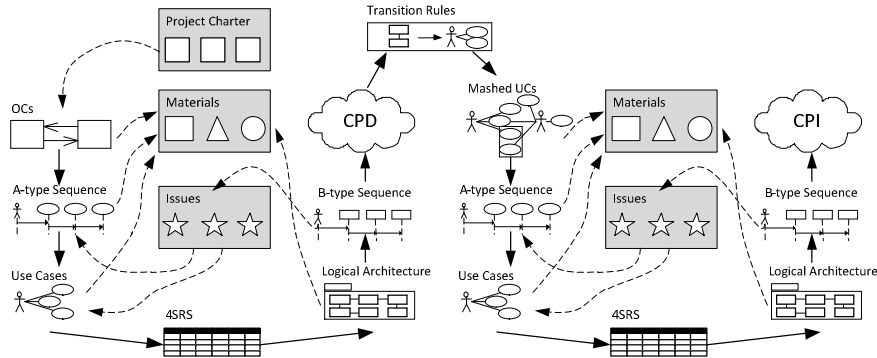 Project Charter
Transition Rules
OCs
Materials
CPD
Mashed UCs
Materials
CPI
A-type Sequence
Issues
B-type Sequence
A-type Sequence
Issues
B-type Sequence
Use Cases
Logical Architecture
Use Cases
Logical Architecture
4SRS
4SRS